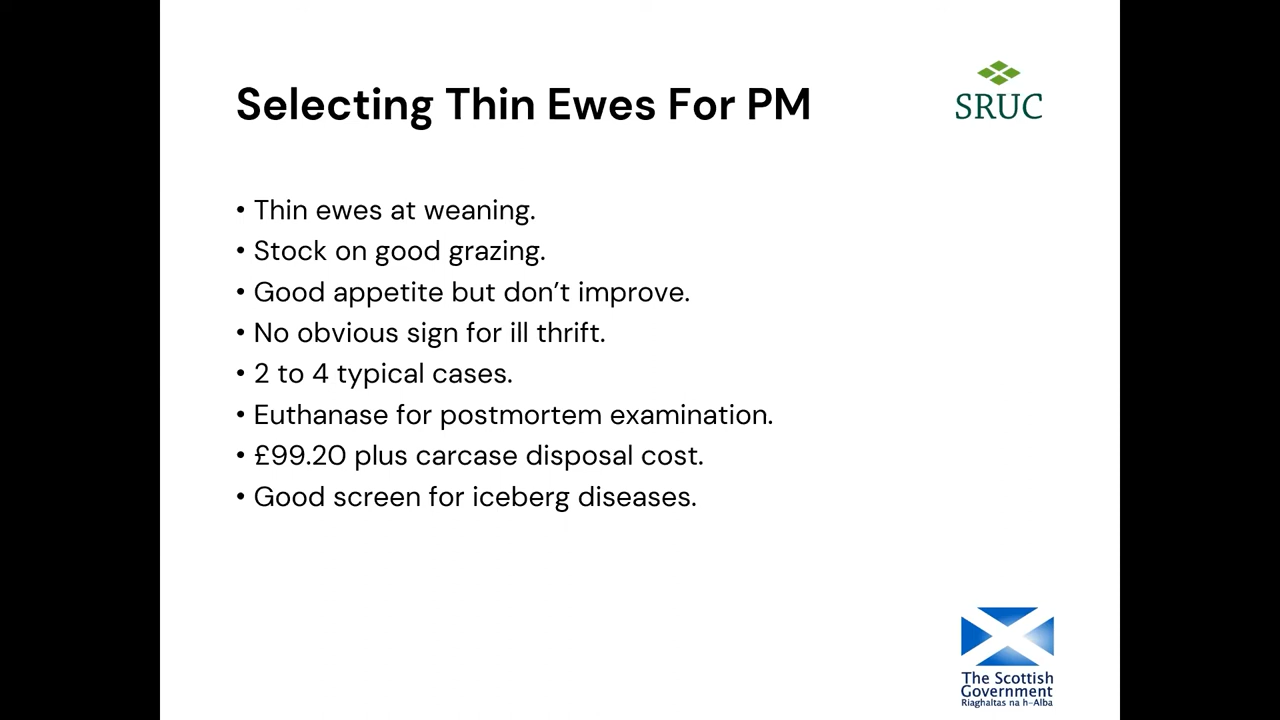 Selecting Thin Ewes For PM
SRUC
• Thin ewes at weaning.
• Stock on good grazing.
• Good appetite but don’t improve.
• No obvious sign for ill thrift.
• 2 to 4 typical cases.
• Euthanase for postmortem examination.
• £99.20 plus carcase disposal cost.
• Good screen for iceberg diseases.
The Scottish
Government
Riaghaltas na h-Alba